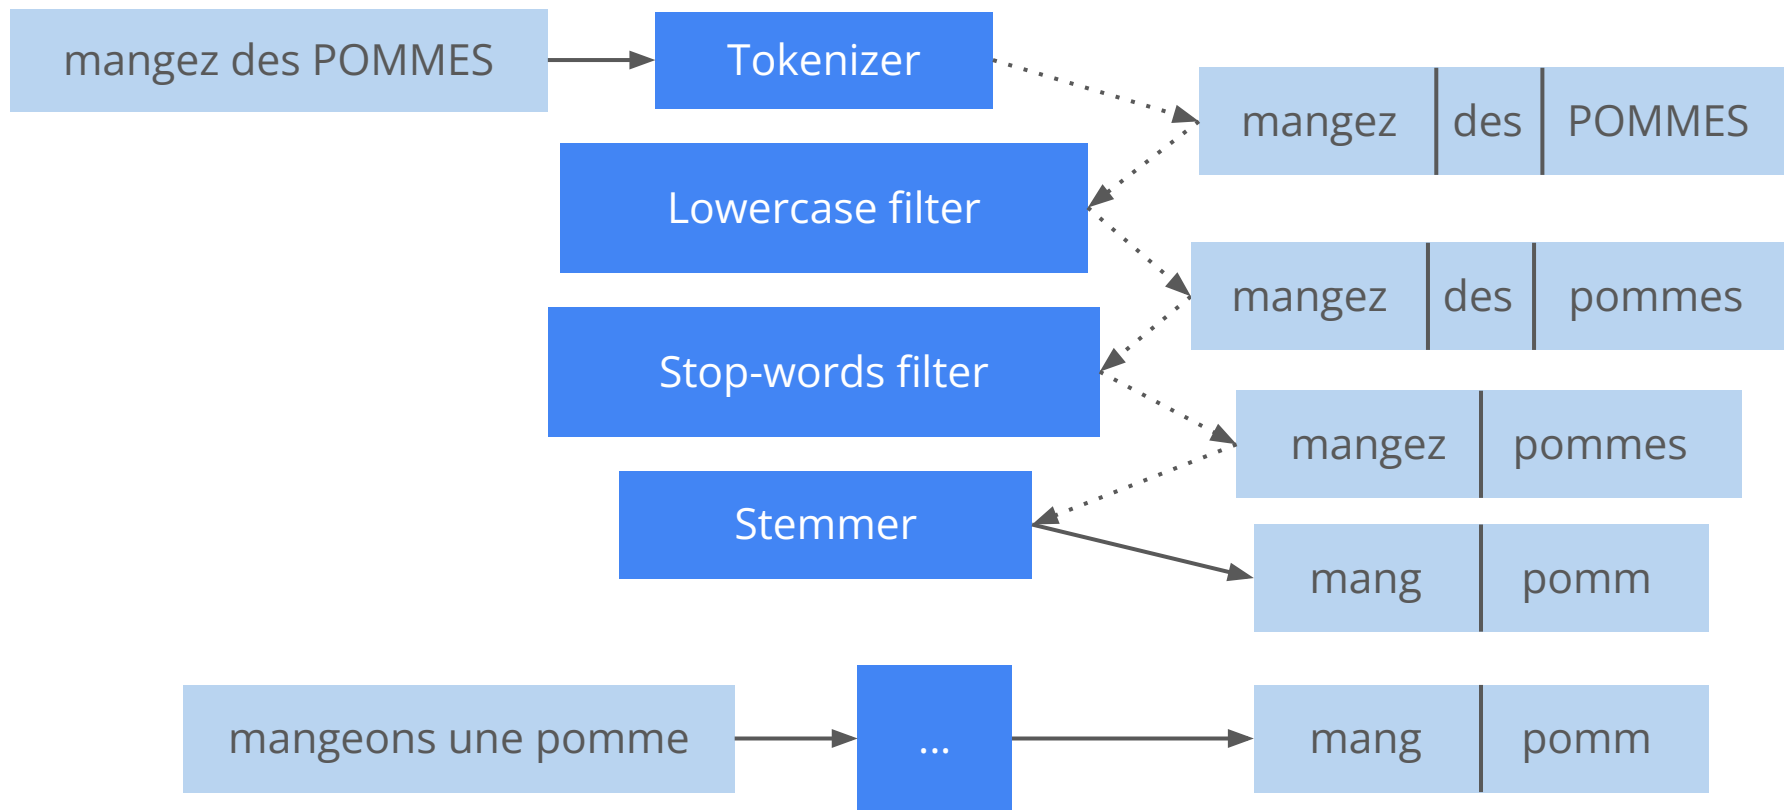 mangez des POMMES
Tokenizer
mangez des POMMES
Lowercase filter
mangez des pommes
Stop-words filter
mangez pommes
Stemmer
mang pomm
mangeons une pomme
...
mang pomm